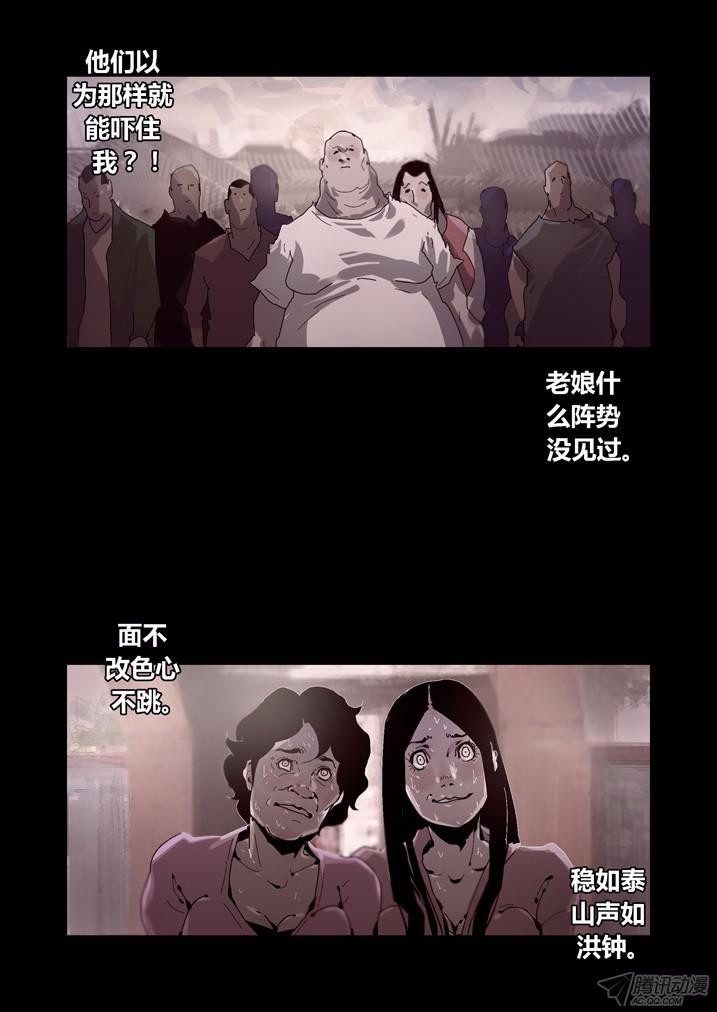 他们以
为那样就
能吓住
我？！
老娘什
么阵势
没见过。
面不
改色心
不跳。
稳如泰
山声如
洪钟。
腾讯动漫
AC.QQ.COM